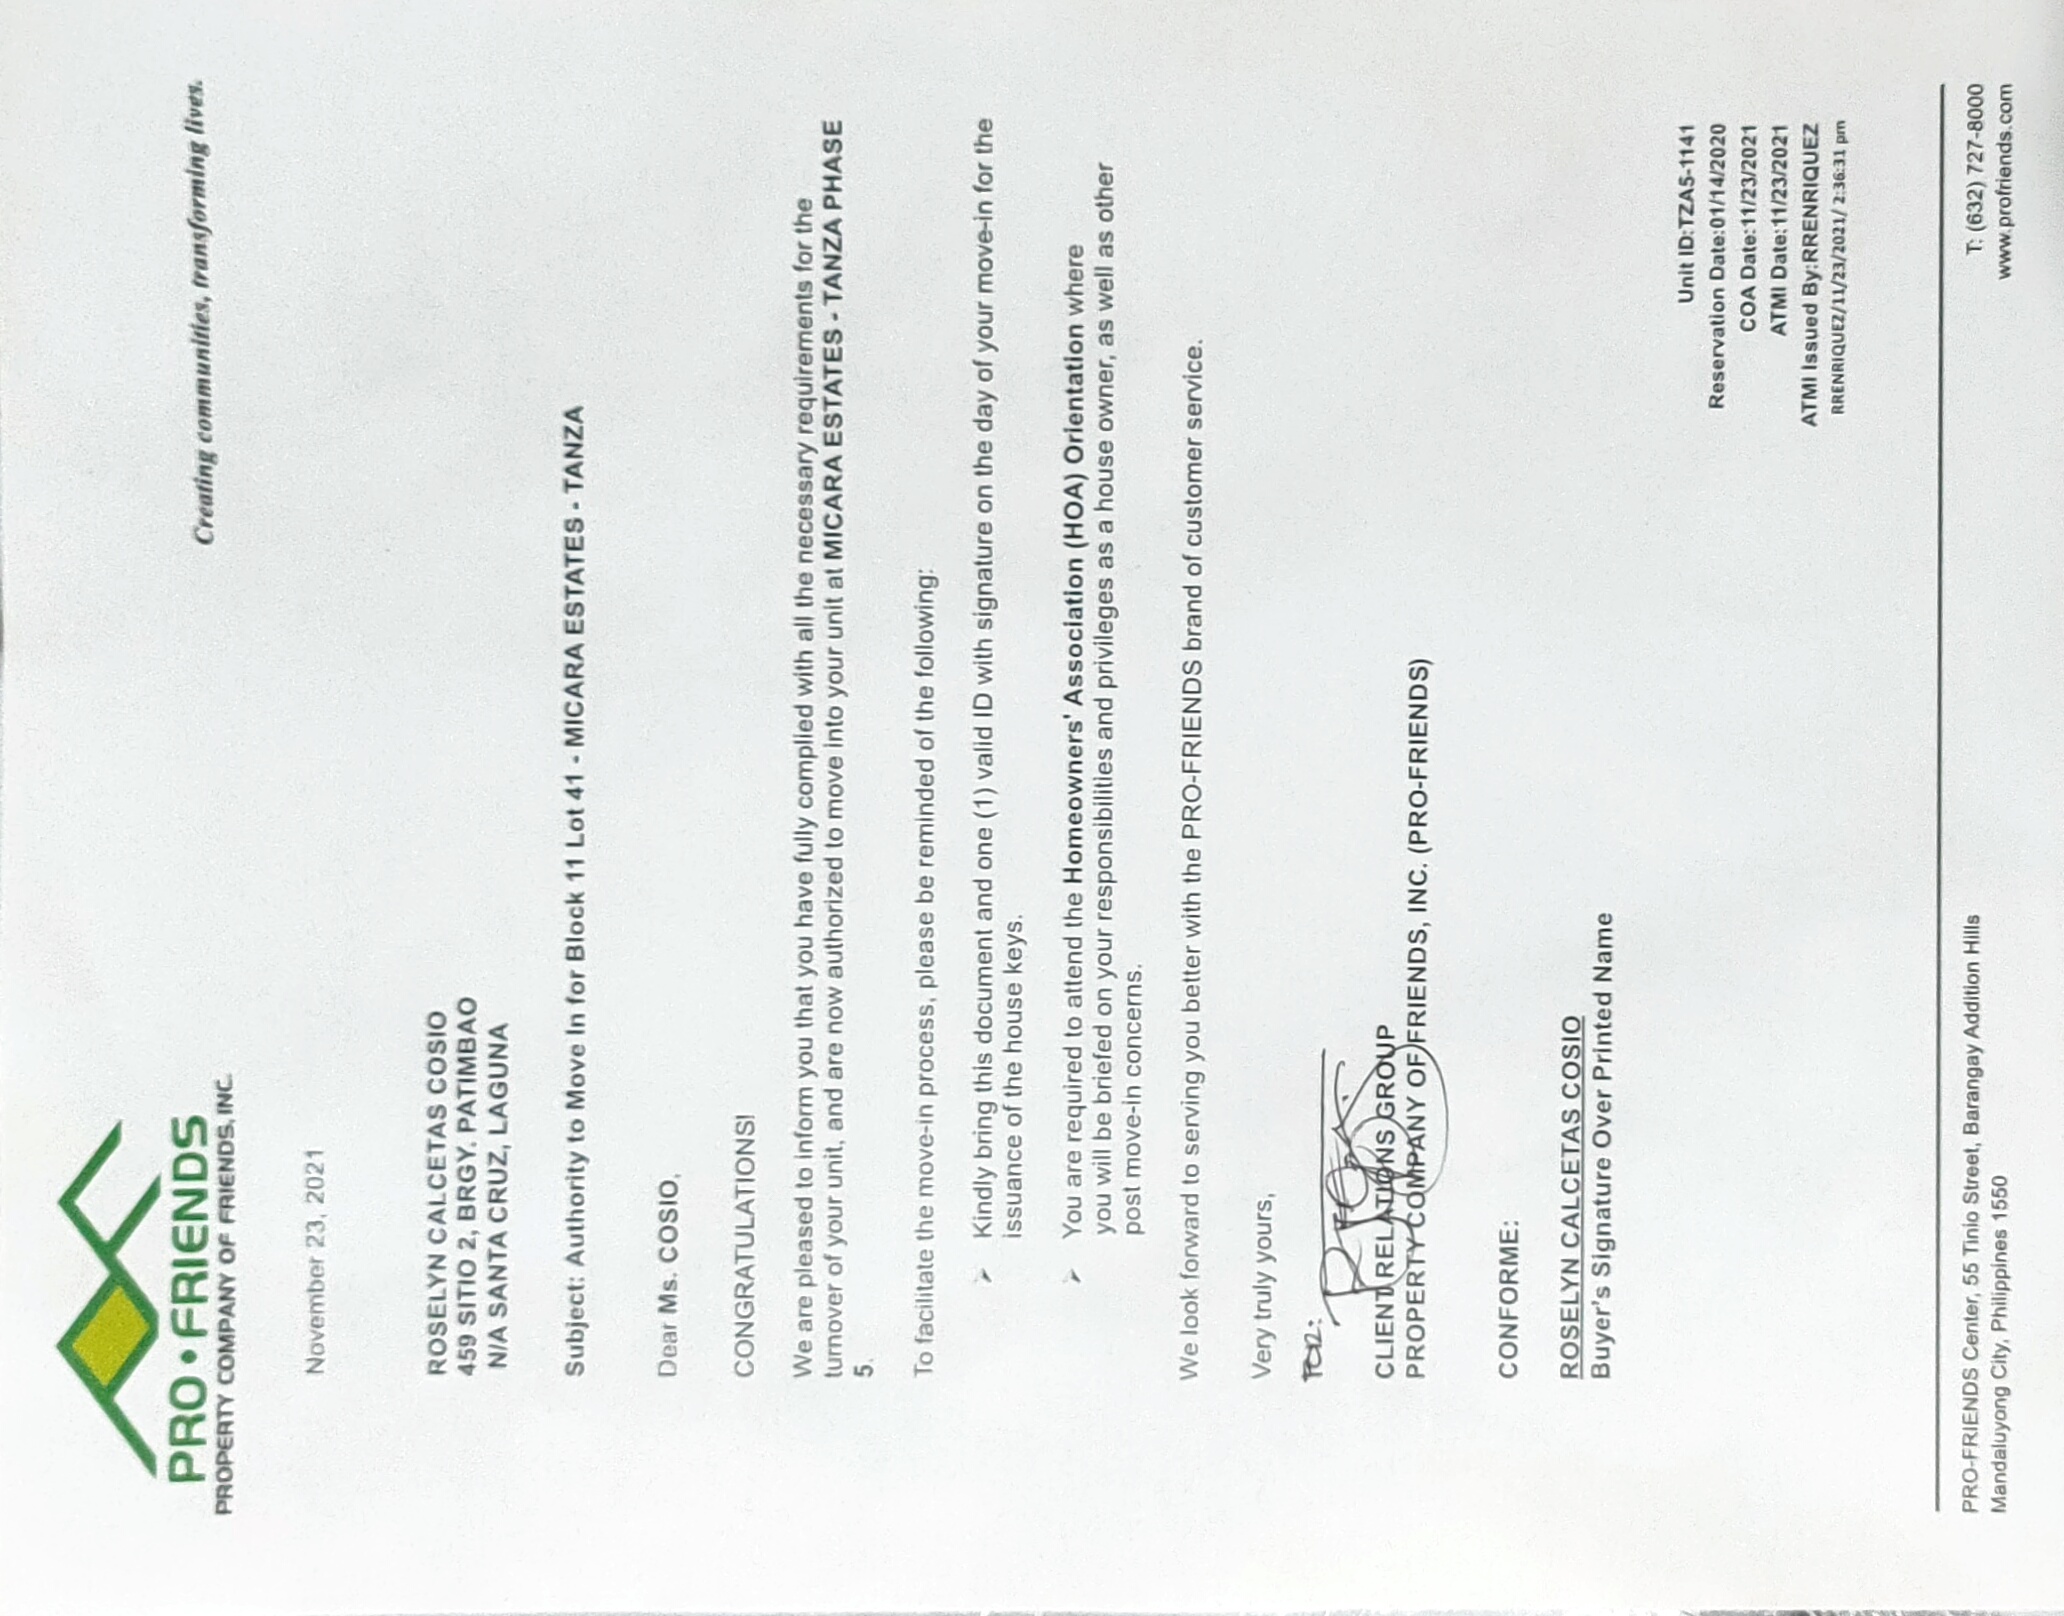 PRO•FRIENDS
PROPERTY COMPANY OF FRIENDS, INC.
Creating communities, transforming lives.
November 23, 2021
ROSELYN CALCETAS COSIO
459 SITIO 2, BRGY. PATIMBAO
N/A SANTA CRUZ, LAGUNA
Subject: Authority to Move In for Block 11 Lot 41 - MICARA ESTATES - TANZA
Dear Ms. COSIO,
CONGRATULATIONS!
We are pleased to inform you that you have fully complied with all the necessary requirements for the
turnover of your unit, and are now authorized to move into your unit at MICARA ESTATES - TANZA PHASE
5.
To facilitate the move-in process, please be reminded of the following:
➢ Kindly bring this document and one (1) valid ID with signature on the day of your move-in for the
issuance of the house keys.
➢ You are required to attend the Homeowners' Association (HOA) Orientation where
you will be briefed on your responsibilities and privileges as a house owner, as well as other
post move-in concerns.
We look forward to serving you better with the PRO-FRIENDS brand of customer service.
Very truly yours,
FOR:
CLIENT RELATIONS GROUP
PROPERTY COMPANY OF FRIENDS, INC. (PRO-FRIENDS)
CONFORME:
ROSELYN CALCETAS COSIO
Buyer's Signature Over Printed Name
Unit ID:TZA5-1141
Reservation Date:01/14/2020
COA Date:11/23/2021
ATMI Date:11/23/2021
ATMI Issued By:RRENRIQUEZ
RRENRIQUEZ/11/23/2021/ 2:36:31 pm
PRO-FRIENDS Center, 55 Tinio Street, Barangay Addition Hills
Mandaluyong City, Philippines 1550
T: (632) 727-8000
www.profriends.com